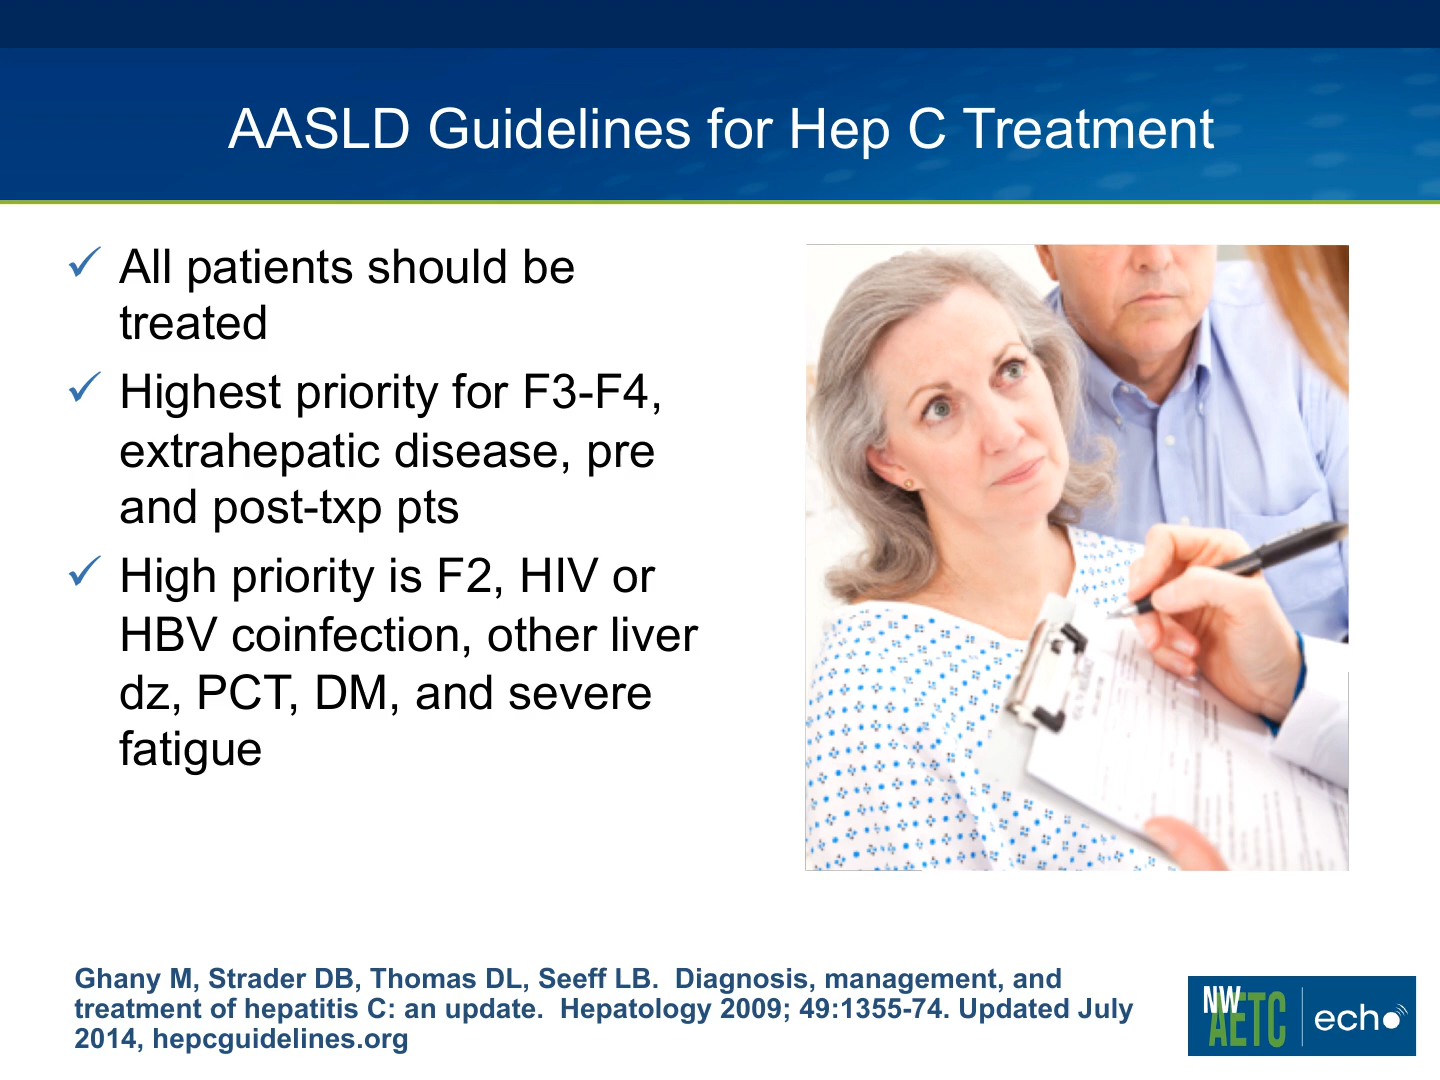 AASLD Guidelines for Hep C Treatment
✓ All patients should be
treated
✓ Highest priority for F3-F4,
extrahepatic disease, pre
and post-txp pts
✓ High priority is F2, HIV or
HBV coinfection, other liver
dz, PCT, DM, and severe
fatigue
Ghany M, Strader DB, Thomas DL, Seeff LB. Diagnosis, management, and
treatment of hepatitis C: an update. Hepatology 2009; 49:1355-74. Updated July
2014, hepcguidelines.org
NW
AETC
echo